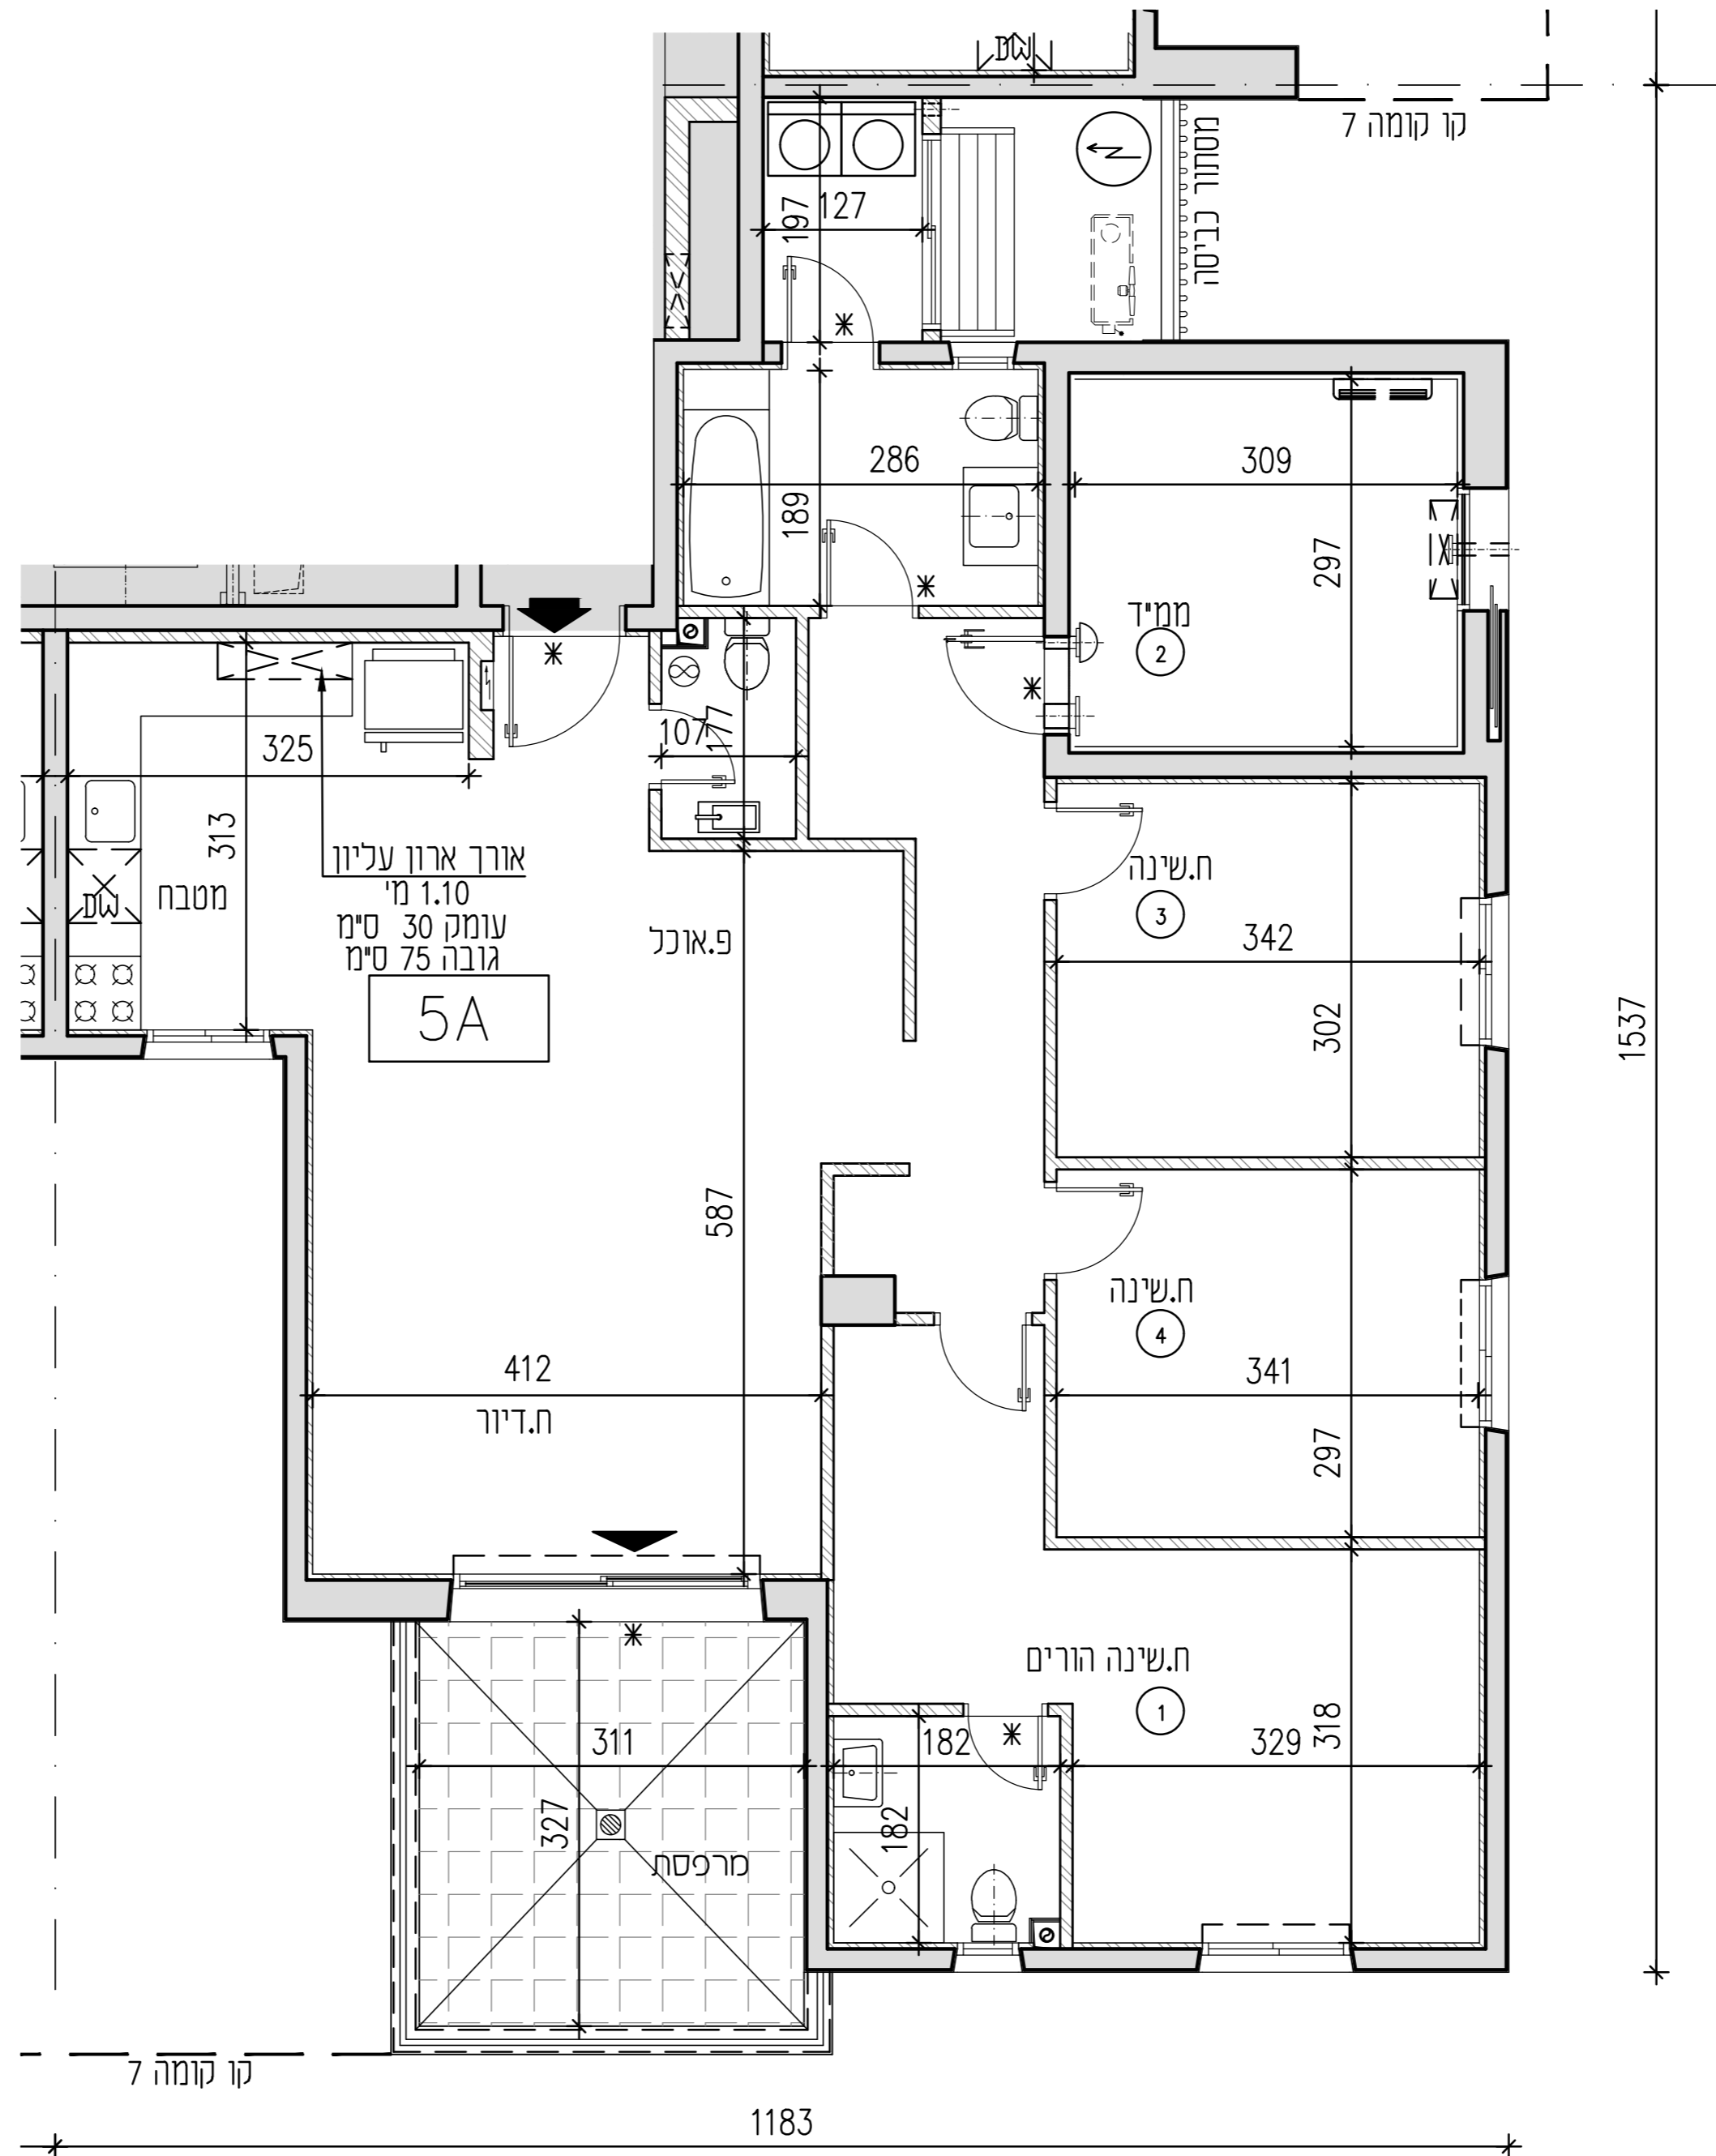 DW
קו קומה 7
מסתור כביסה
197
127
286
189
309
297
ממ"ד
2
325
313
107
177
אורך ארון עליון
1.10 מ'
עומק 30 ס"מ
גובה 75 ס"מ
מטבח
DW
פ.אוכל
5A
ח.שינה
3
342
302
1537
587
ח.שינה
4
341
297
412
ח.דיור
ח.שינה הורים
1
311
327
182
182
329
318
מרפסת
קו קומה 7
1183